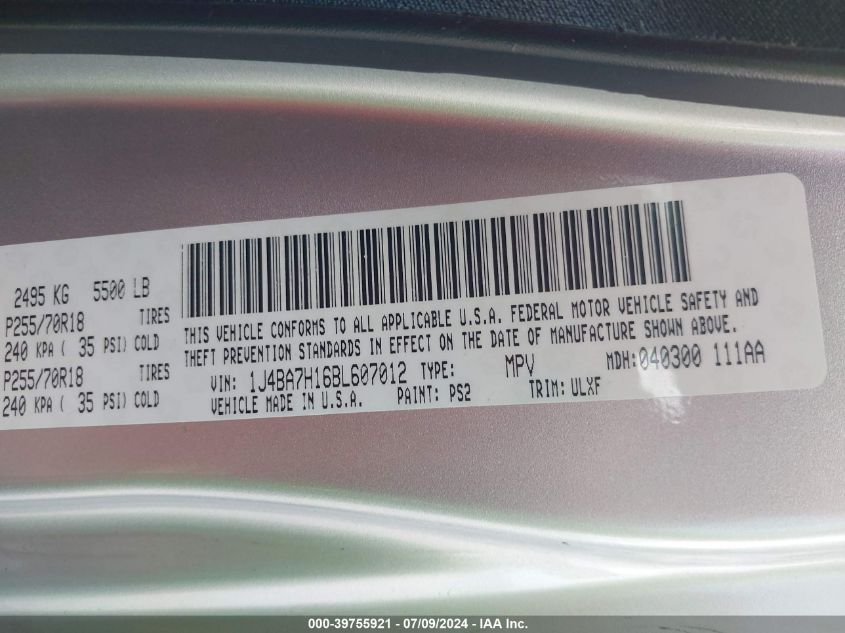 2495 KG 5500 LB
P255/70R18 TIRES
240 KPA ( 35 PSI) COLD
P255/70R18 TIRES
240 KPA ( 35 PSI) COLD
THIS VEHICLE CONFORMS TO ALL APPLICABLE U.S.A. FEDERAL MOTOR VEHICLE SAFETY AND
THEFT PREVENTION STANDARDS IN EFFECT ON THE DATE OF MANUFACTURE SHOWN ABOVE.
VIN: 1J4BA7H16BL607012 TYPE: MPV MDH: 040300 111AA
VEHICLE MADE IN U.S.A. PAINT: PS2 TRIM: ULXF
000-39755921 - 07/09/2024 - IAA Inc.